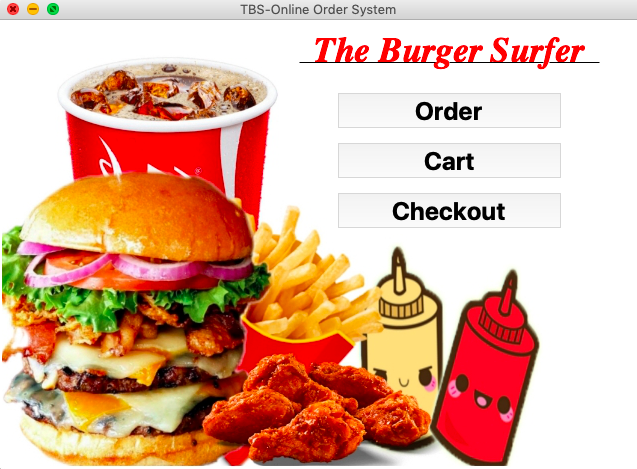 TBS-Online Order System
The Burger Surfer
Order
Cart
Checkout